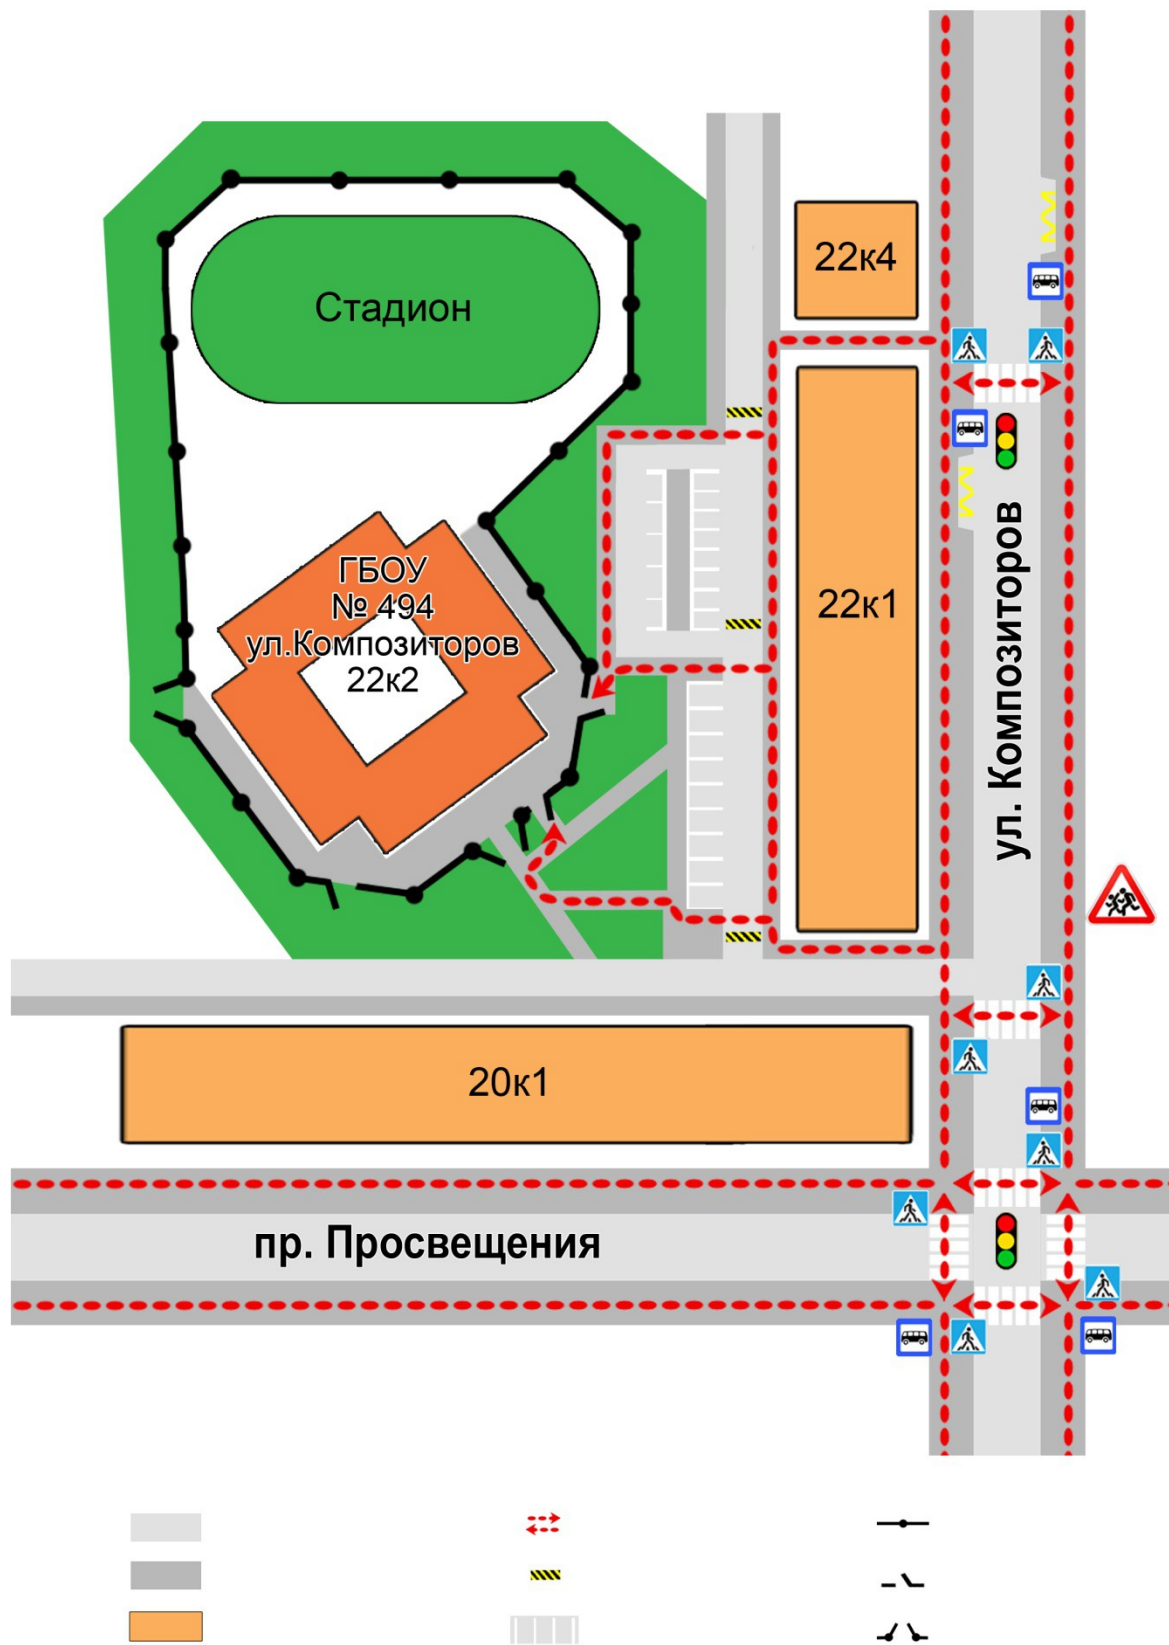 22к4
Стадион
ГБОУ
№ 494
ул.Композиторов
22к2
22к1
ул. Композиторов
20к1
пр. Просвещения